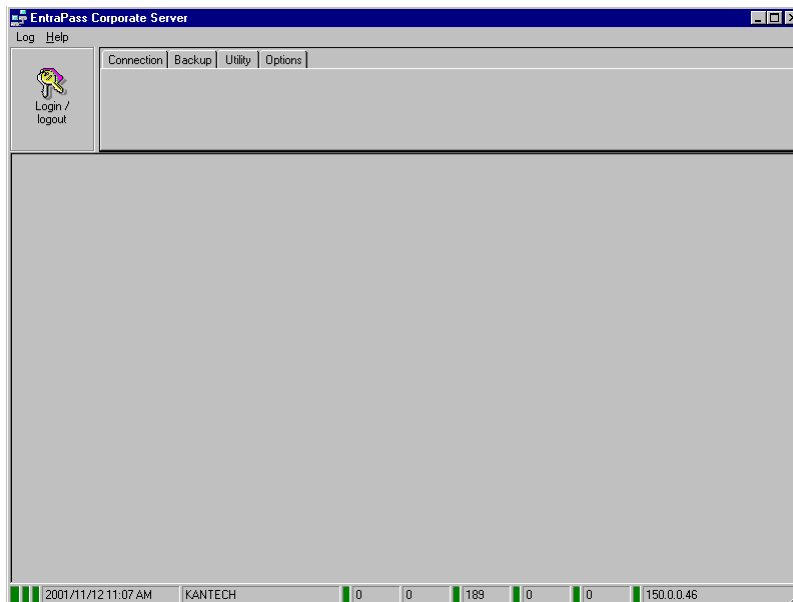 EntraPass Corporate Server
Log Help
Connection Backup Utility Options
Login /
logout
2001/11/12 11:07 AM KANTECH 0 0 189 0 0 150.0.0.46